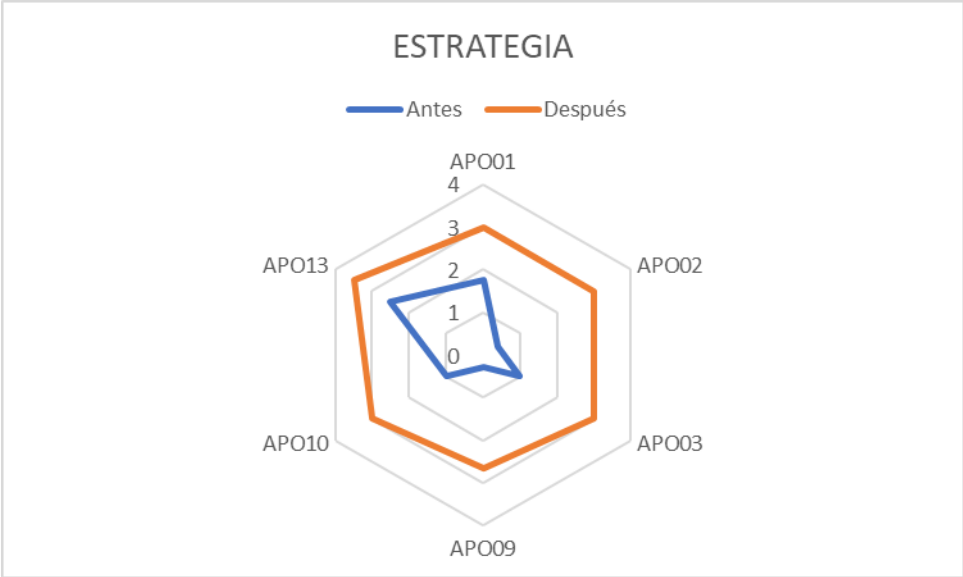 ESTRATEGIA
Antes Después
APO01
4
3
APO13 2 APO02
1
0
APO10 APO03
APO09